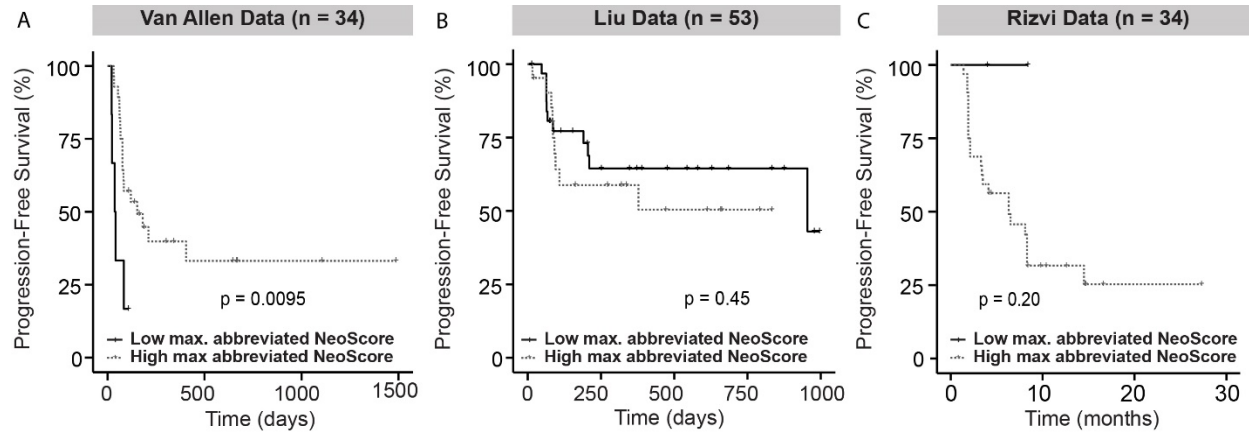 A
Van Allen Data (n = 34)
Progression-Free Survival (%)
100
75
50
25
0
p = 0.0095
Low max. abbreviated NeoScore
High max abbreviated NeoScore
0
500
1000
1500
Time (days)
B
Liu Data (n = 53)
Progression-Free Survival (%)
100
75
50
25
0
p = 0.45
Low max. abbreviated NeoScore
High max abbreviated NeoScore
0
250
500
750
1000
Time (days)
C
Rizvi Data (n = 34)
Progression-Free Survival (%)
100
75
50
25
0
p = 0.20
Low max. abbreviated NeoScore
High max abbreviated NeoScore
0
10
20
30
Time (months)